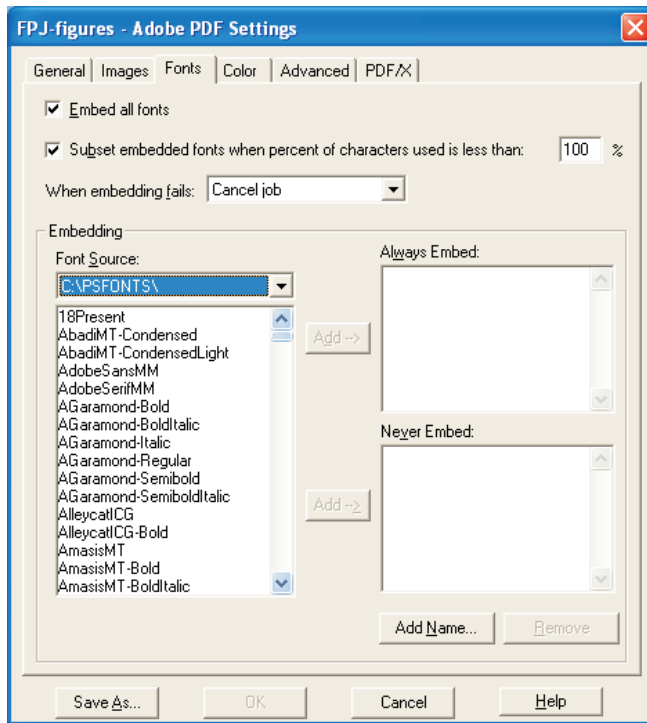 FPJ-figures - Adobe PDF Settings
General Images Fonts Color Advanced PDF/X
Embed all fonts
Subset embedded fonts when percent of characters used is less than: 100 %
When embedding fails: Cancel job
Embedding
Font Source:
C:\PSFONTS\
18Present
AbadiMT-Condensed
AbadiMT-CondensedLight
AdobeSansMM
AdobeSerifMM
AGaramond-Bold
AGaramond-BoldItalic
AGaramond-Italic
AGaramond-Regular
AGaramond-Semibold
AGaramond-SemiboldItalic
AlleycatICG
AlleycatICG-Bold
AmasisMT
AmasisMT-Bold
AmasisMT-BoldItalic
Add -->
Add -->
Always Embed:
Never Embed:
Add Name... Remove
Save As... OK Cancel Help